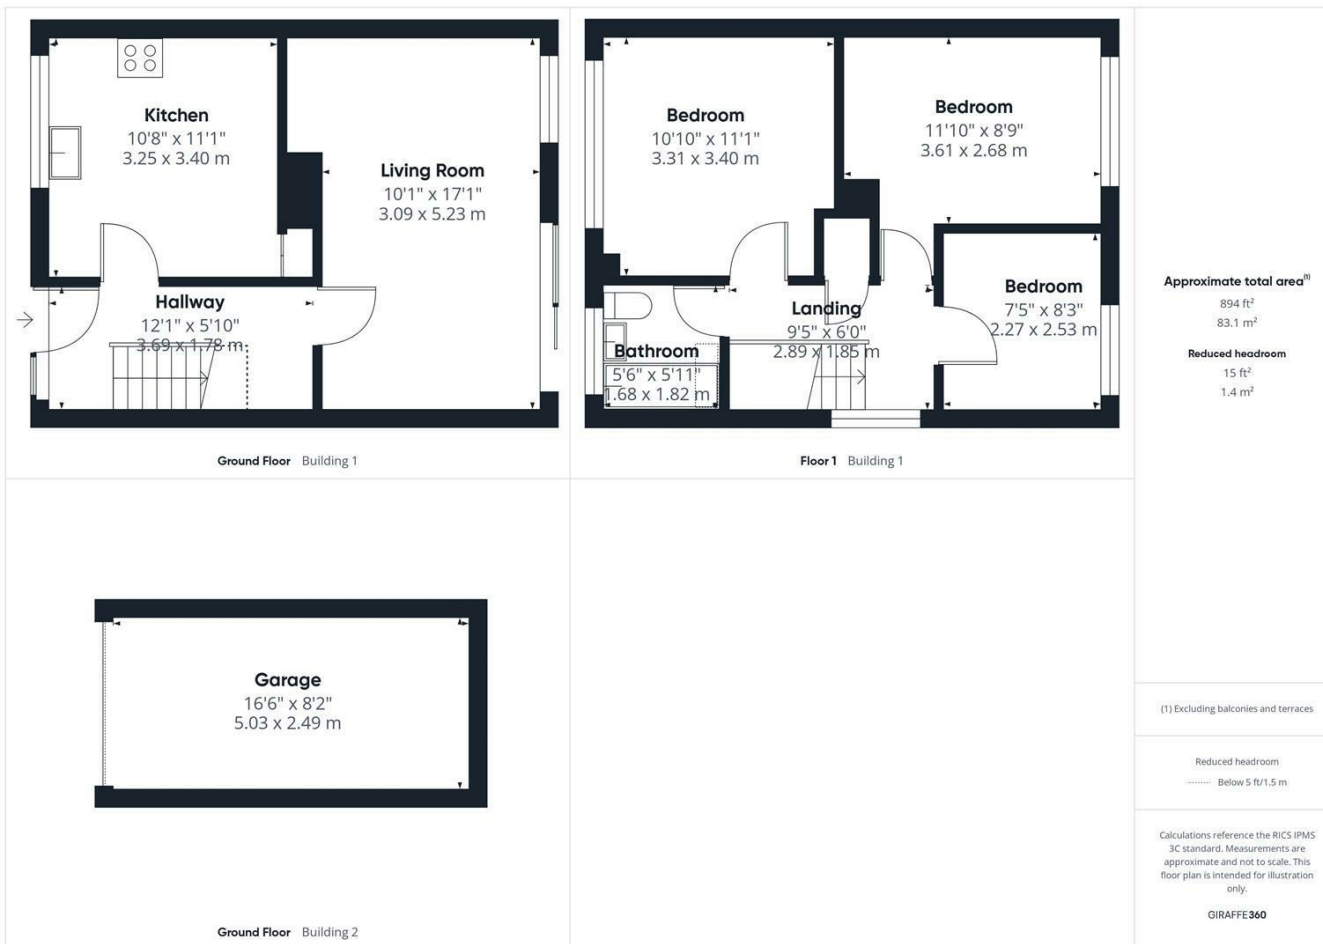 Kitchen
10'8" x 11'1"
3.25 x 3.40 m
Living Room
10'1" x 17'1"
3.09 x 5.23 m
Hallway
12'1" x 5'10"
3.69 x 1.78 m
Ground Floor Building 1
Bedroom
10'10" x 11'1"
3.31 x 3.40 m
Bedroom
11'10" x 8'9"
3.61 x 2.68 m
Bedroom
7'5" x 8'3"
2.27 x 2.53 m
Landing
9'5" x 6'0"
2.89 x 1.85 m
Bathroom
5'6" x 5'11"
1.68 x 1.82 m
Floor 1 Building 1
Garage
16'6" x 8'2"
5.03 x 2.49 m
Ground Floor Building 2
Approximate total area(1)
894 ft²
83.1 m²
Reduced headroom
15 ft²
1.4 m²
(1) Excluding balconies and terraces
Reduced headroom
Below 5 ft/1.5 m
Calculations reference the RICS IPMS
3C standard. Measurements are
approximate and not to scale. This
floor plan is intended for illustration
only.
GIRAFFE360